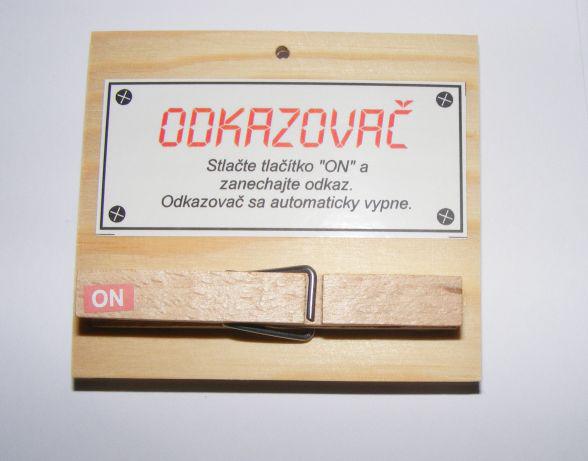 ODKAZOVAČ
Stlačte tlačítko "ON" a
zanechajte odkaz.
Odkazovač sa automaticky vypne.
ON